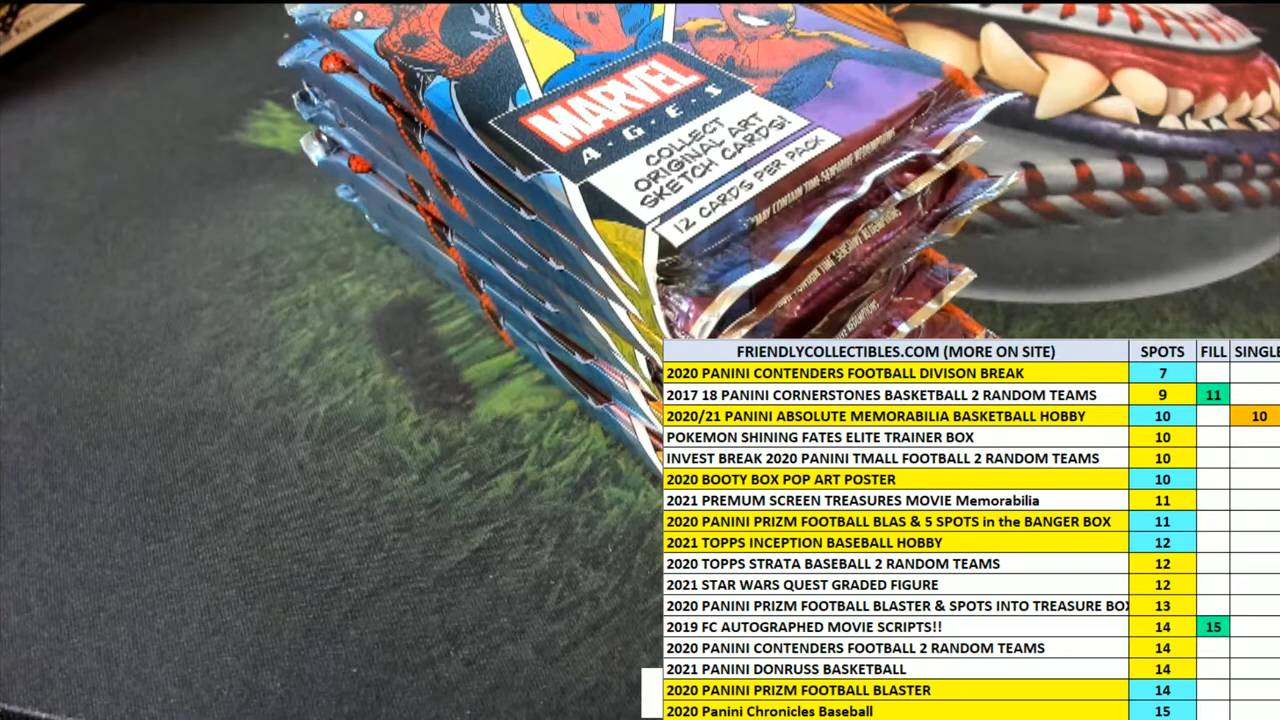 MARVEL
A·G·E·S
COLLECT
ORIGINAL ART
SKETCH CARDS!
12 CARDS PER PACK
*MAY CONTAIN TIME-SENSITIVE REDEMPTIONS
FRIENDLYCOLLECTIBLES.COM (MORE ON SITE) SPOTS FILL SINGLE
2020 PANINI CONTENDERS FOOTBALL DIVISON BREAK 7
2017 18 PANINI CORNERSTONES BASKETBALL 2 RANDOM TEAMS 9 11
2020/21 PANINI ABSOLUTE MEMORABILIA BASKETBALL HOBBY 10 10
POKEMON SHINING FATES ELITE TRAINER BOX 10
INVEST BREAK 2020 PANINI TMALL FOOTBALL 2 RANDOM TEAMS 10
2020 BOOTY BOX POP ART POSTER 10
2021 PREMUM SCREEN TREASURES MOVIE Memorabilia 11
2020 PANINI PRIZM FOOTBALL BLAS & 5 SPOTS in the BANGER BOX 11
2021 TOPPS INCEPTION BASEBALL HOBBY 12
2020 TOPPS STRATA BASEBALL 2 RANDOM TEAMS 12
2021 STAR WARS QUEST GRADED FIGURE 12
2020 PANINI PRIZM FOOTBALL BLASTER & SPOTS INTO TREASURE BOX 13
2019 FC AUTOGRAPHED MOVIE SCRIPTS!! 14 15
2020 PANINI CONTENDERS FOOTBALL 2 RANDOM TEAMS 14
2021 PANINI DONRUSS BASKETBALL 14
2020 PANINI PRIZM FOOTBALL BLASTER 14
2020 Panini Chronicles Baseball 15